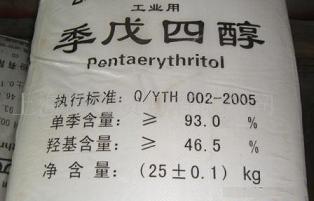 工业用
季戊四醇
pentaerythritol
执行标准: Q/YTH 002-2005
单季含量: ≥ 93.0 %
羟基含量: ≥ 46.5 %
净 含 量: (25±0.1) kg